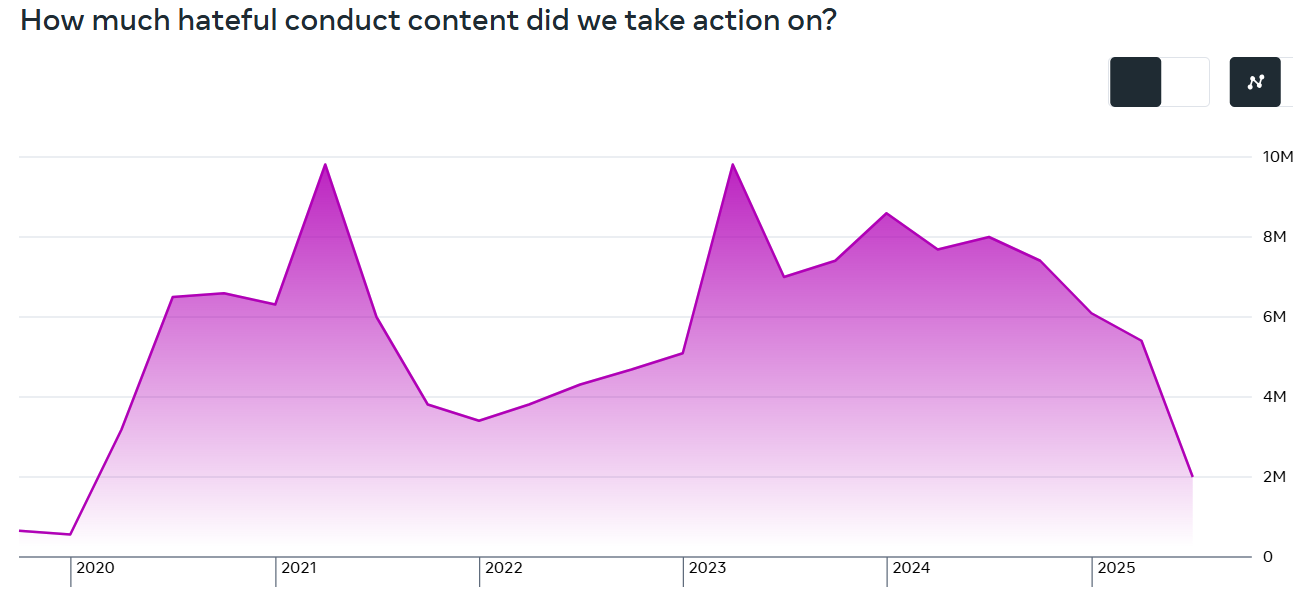 How much hateful conduct content did we take action on?
10M
8M
6M
4M
2M
0
2020 2021 2022 2023 2024 2025